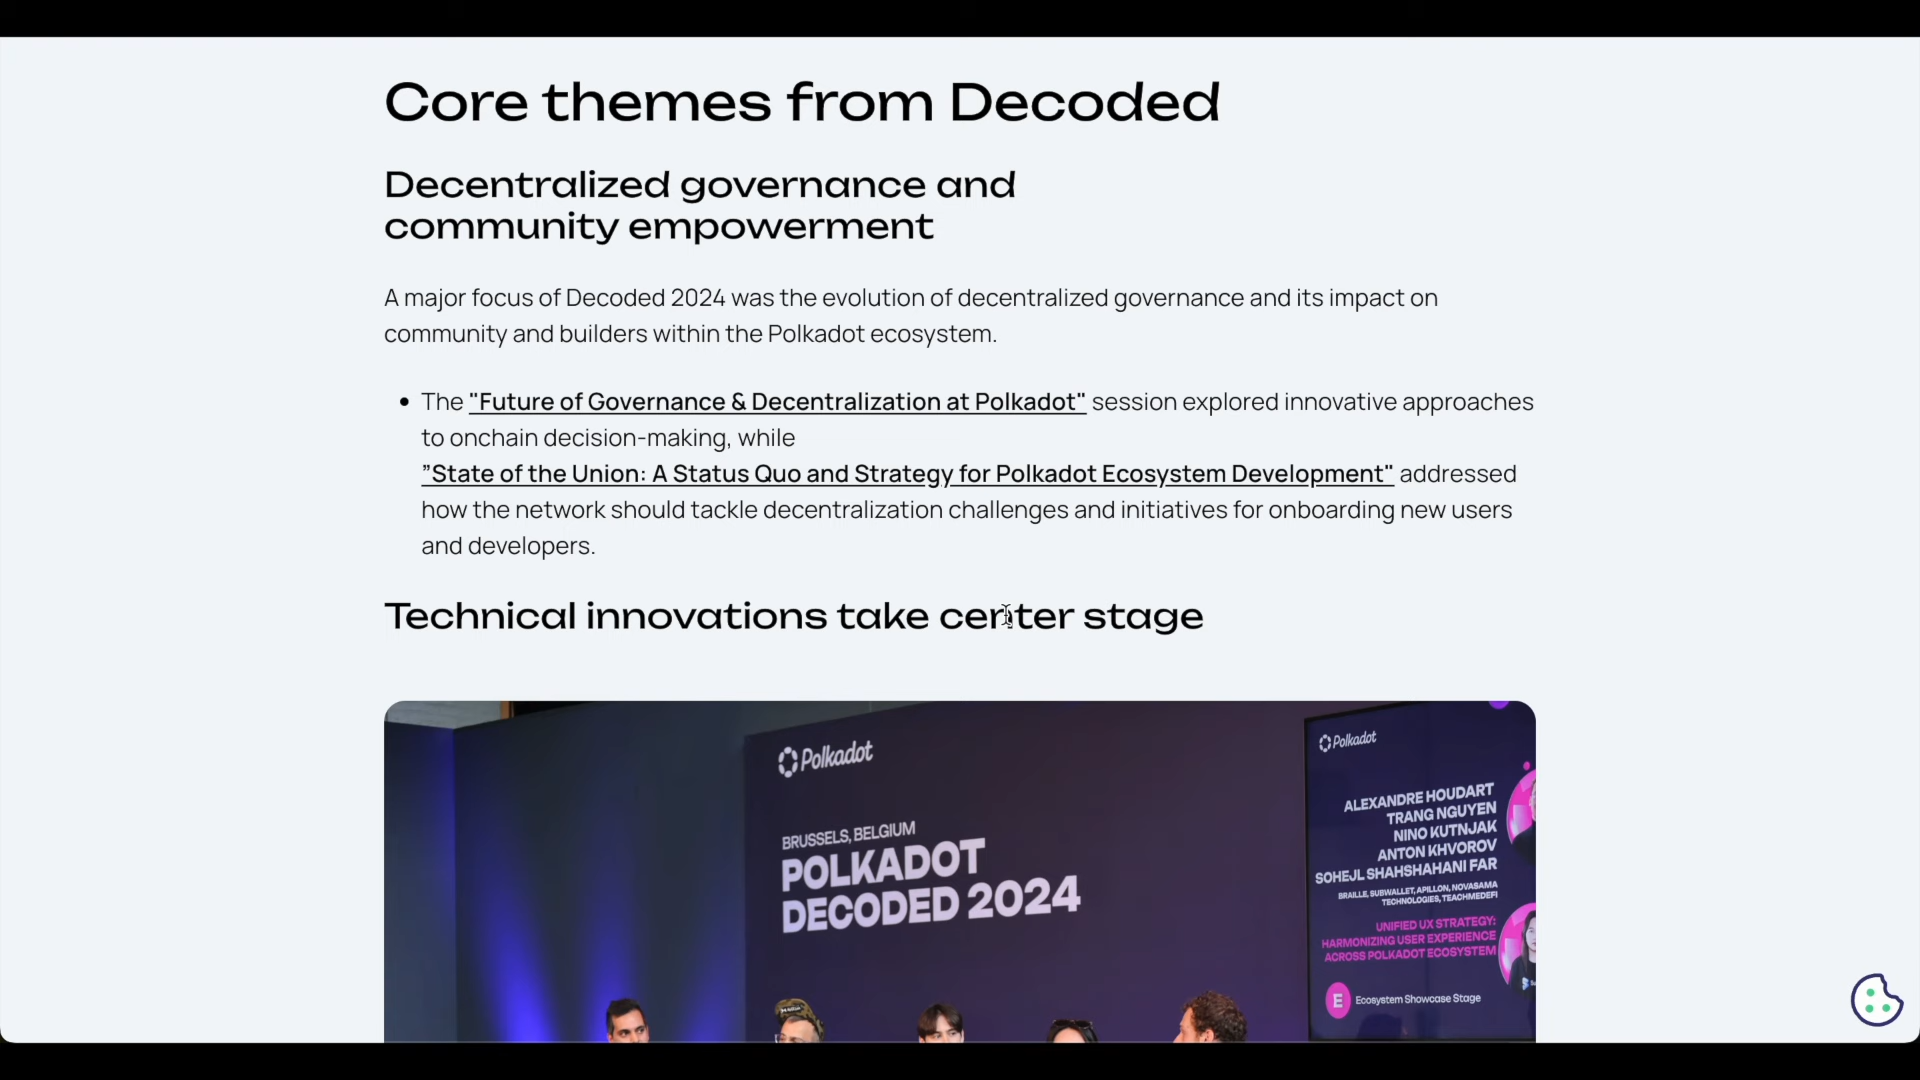 Core themes from Decoded
Decentralized governance and
community empowerment
A major focus of Decoded 2024 was the evolution of decentralized governance and its impact on
community and builders within the Polkadot ecosystem.
• The "Future of Governance & Decentralization at Polkadot" session explored innovative approaches
to onchain decision-making, while
”State of the Union: A Status Quo and Strategy for Polkadot Ecosystem Development" addressed
how the network should tackle decentralization challenges and initiatives for onboarding new users
and developers.
Technical innovations take center stage
Polkadot
BRUSSELS, BELGIUM
POLKADOT
DECODED 2024
Polkadot
ALEXANDRE HOUDART
TRANG NGUYEN
NINO KUTNJAK
ANTON KHVOROV
SOHEJL SHAHSHAHANI FAR
BRAILLE, SUBWALLET, APILLON, NOVASAMA
TECHNOLOGIES, TEACHMEDEFI
UNIFIED UX STRATEGY:
HARMONIZING USER EXPERIENCE
ACROSS POLKADOT ECOSYSTEM
E Ecosystem Showcase Stage